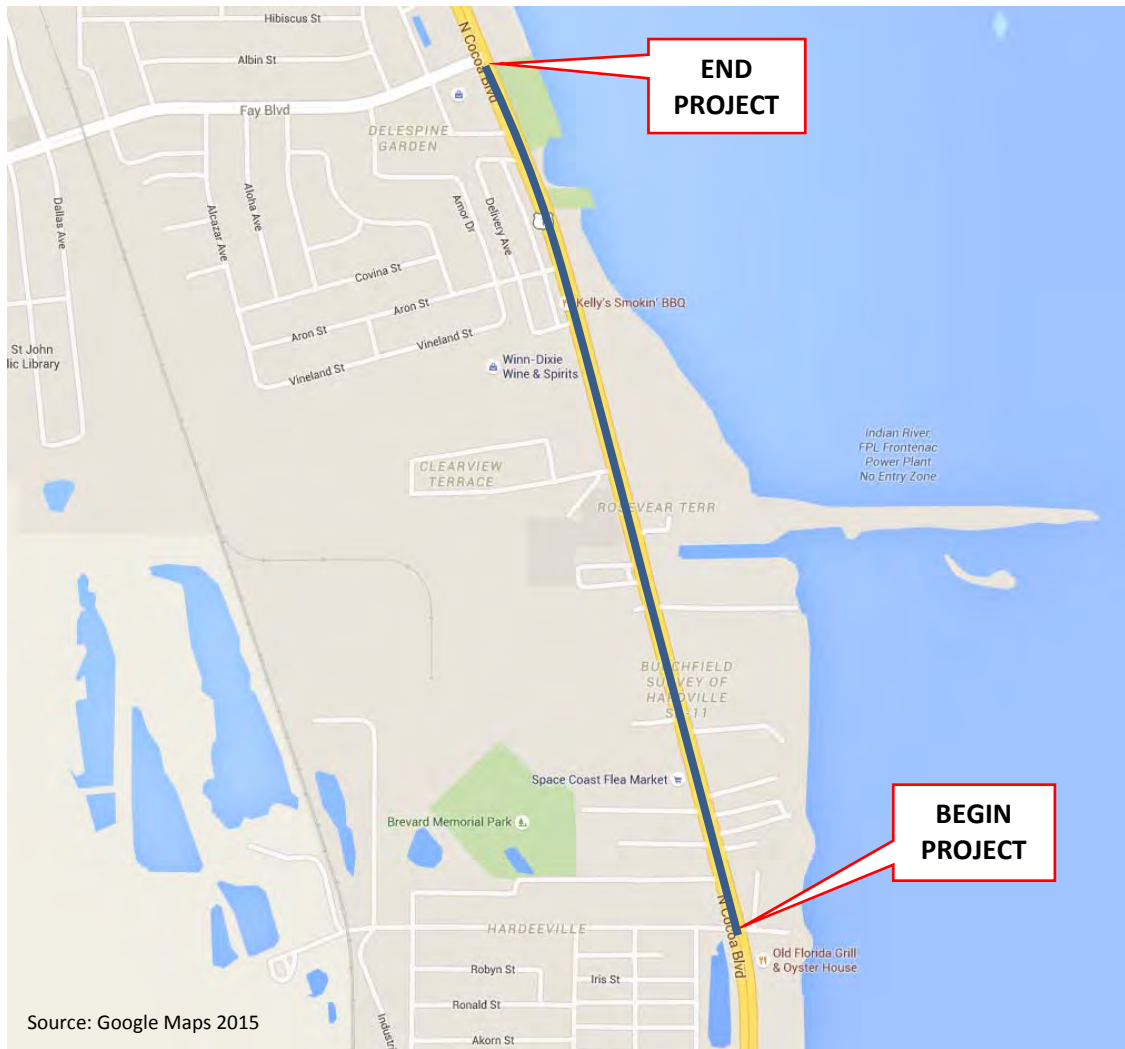 Hibiscus St
N Cocoa Blvd
END
PROJECT
Albin St
Fay Blvd
DELESPINE
GARDEN
Dallas Ave
Alcazar Ave
Aloha Ave
Amor Dr
Delivery Ave
Covina St
Aron St
Aron St
Kelly's Smokin' BBQ
St John
lic Library
Vineland St
Vineland St
Winn-Dixie
Wine & Spirits
Indian River
FPL Frontenac
Power Plant
No Entry Zone
CLEARVIEW
TERRACE
ROSEVEAR TERR
SURVEY OF
Space Coast Flea Market
Brevard Memorial Park
BEGIN
PROJECT
N Cocoa Blvd
HARDEEVILLE
Old Florida Grill
& Oyster House
Robyn St
Iris St
Ronald St
Akorn St
Industri
Source: Google Maps 2015